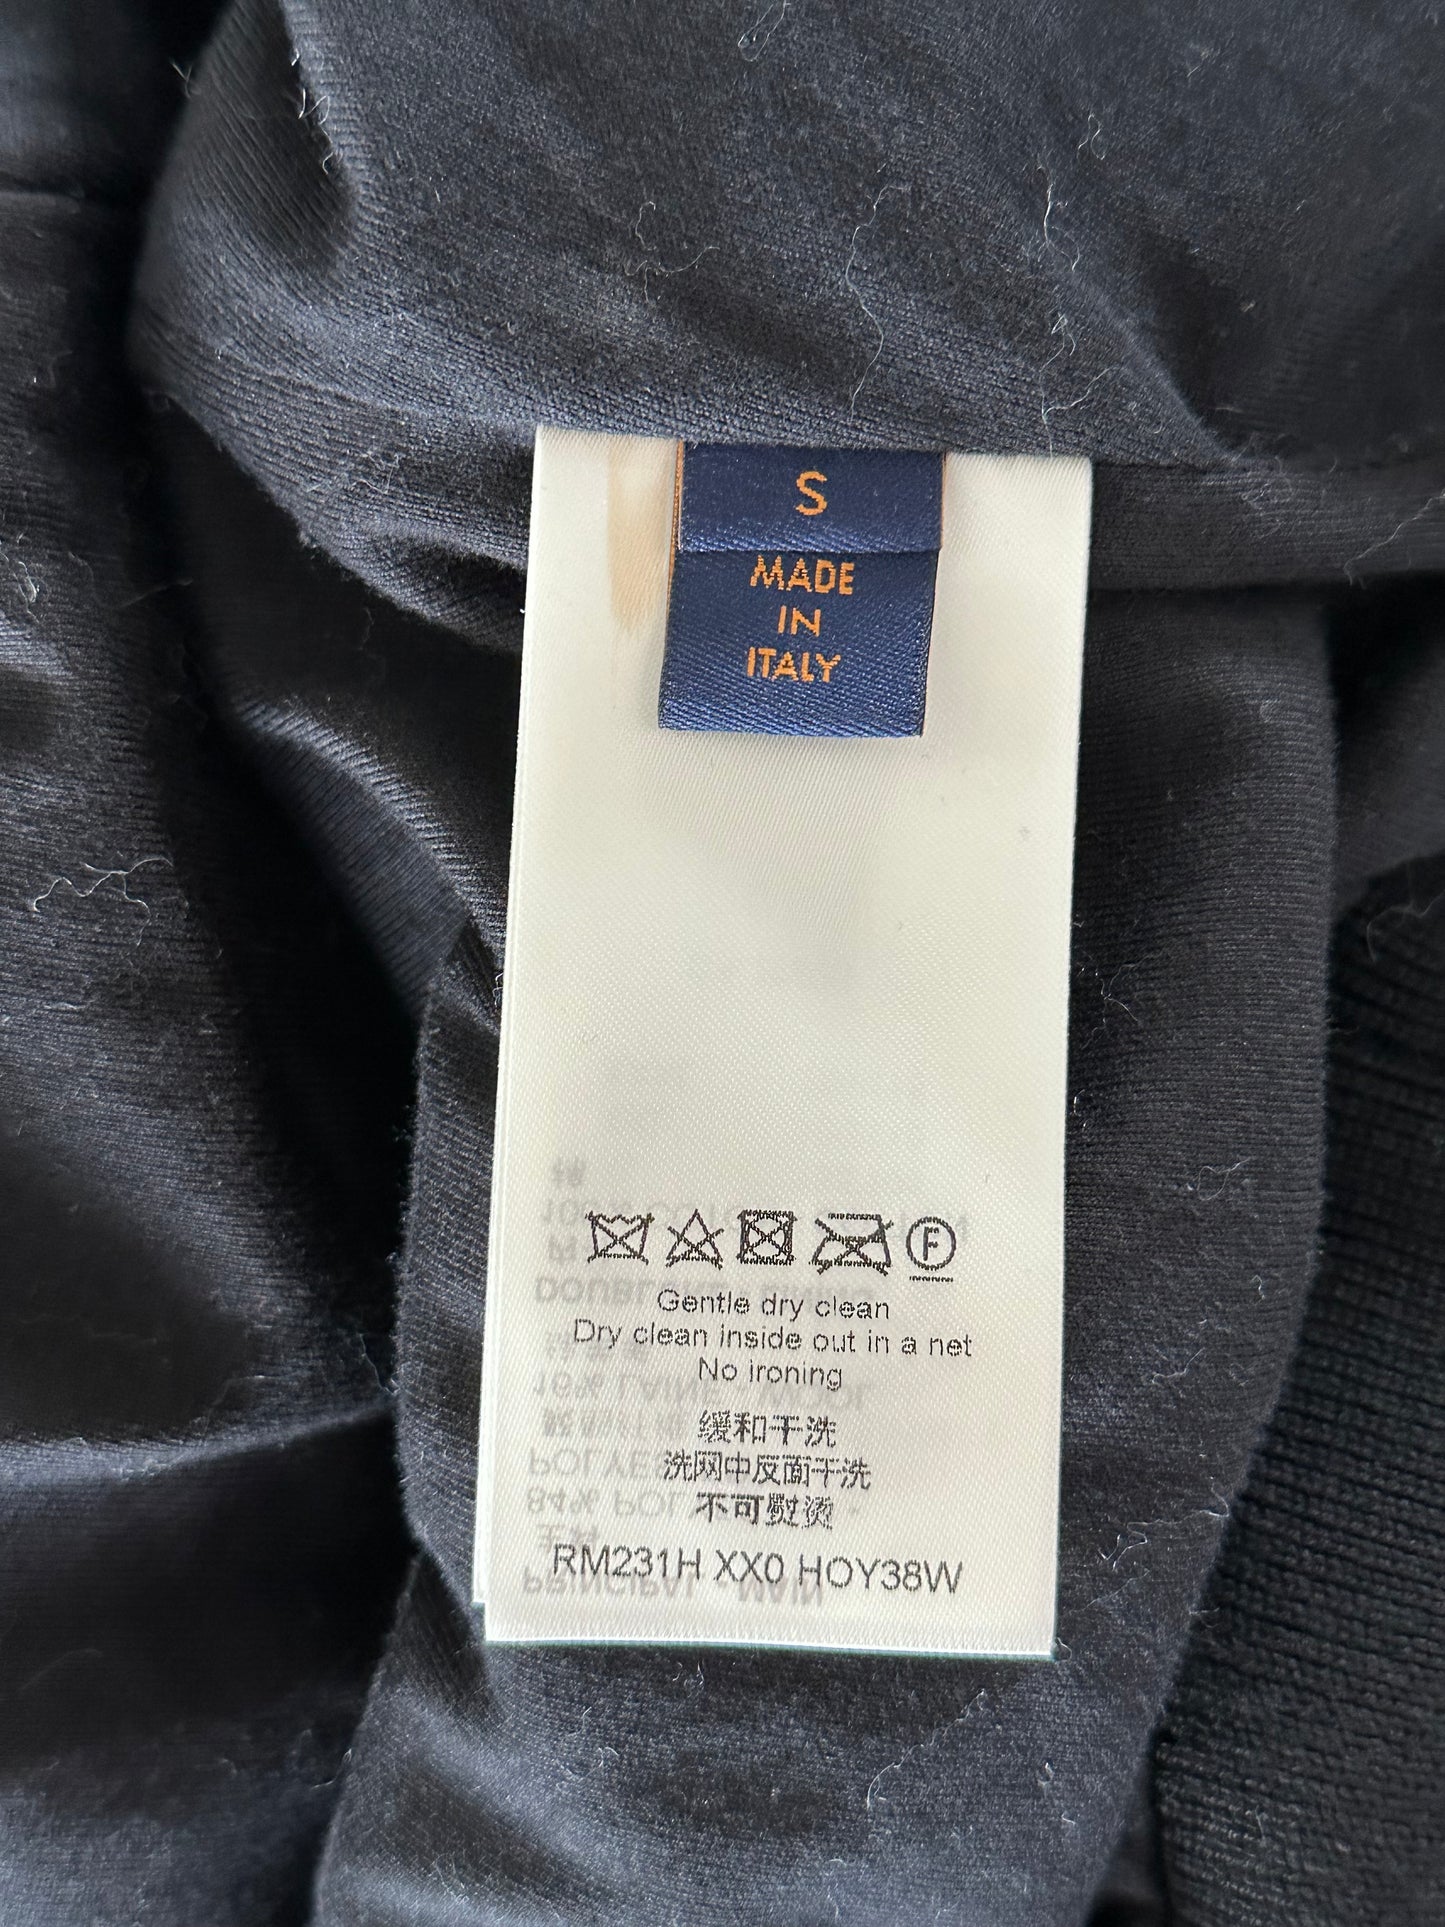 S
MADE
IN
ITALY
F
Gentle dry clean
Dry clean inside out in a net
No ironing
缓和干洗
洗网中反面干洗
不可熨烫
RM231H XX0 HOY38W